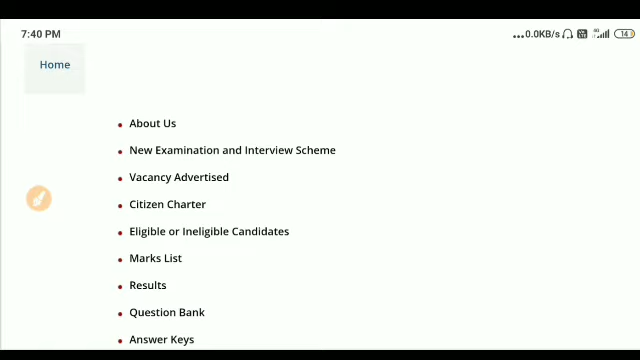 7:40 PM ...0.0KB/s 4G 14
Home
About Us
New Examination and Interview Scheme
Vacancy Advertised
Citizen Charter
Eligible or Ineligible Candidates
Marks List
Results
Question Bank
Answer Keys